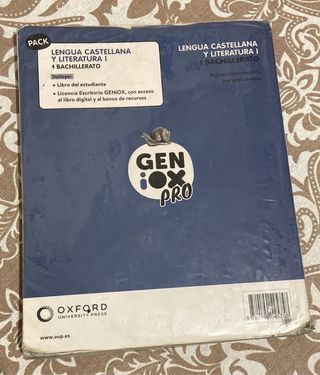 PACK
LENGUA CASTELLANA
Y LITERATURA I
1 BACHILLERATO
Incluye:
• Libro del estudiante
• Licencia Escritorio GENiOX, con acceso
al libro digital y al banco de recursos
LENGUA CASTELLANA
Y LITERATURA I
1 BACHILLERATO
GEN
iOX
PRO
OXFORD
UNIVERSITY PRESS
www.oup.es